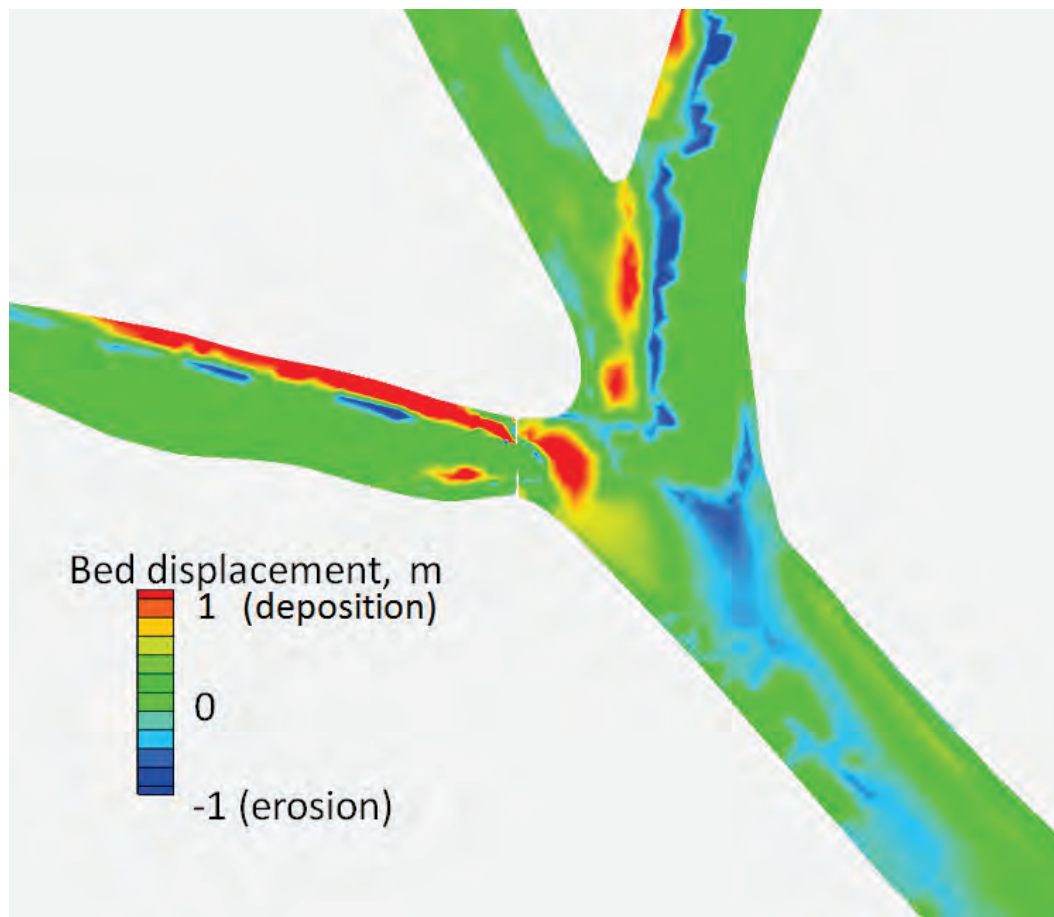 Bed displacement, m
1 (deposition)
0
-1 (erosion)